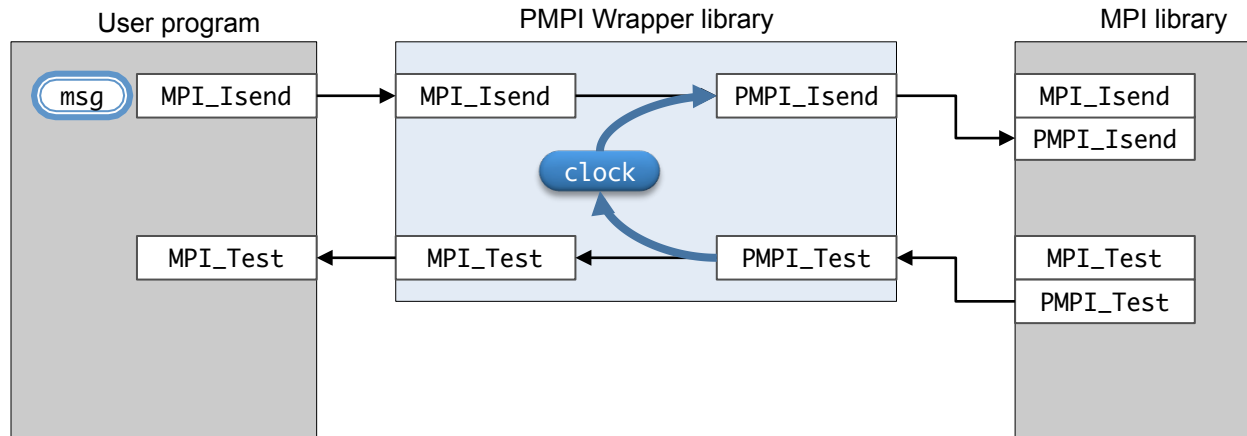 User program
PMPI Wrapper library
MPI library
msg
MPI_Isend
MPI_Isend
PMPI_Isend
MPI_Isend
PMPI_Isend
clock
MPI_Test
MPI_Test
PMPI_Test
MPI_Test
PMPI_Test